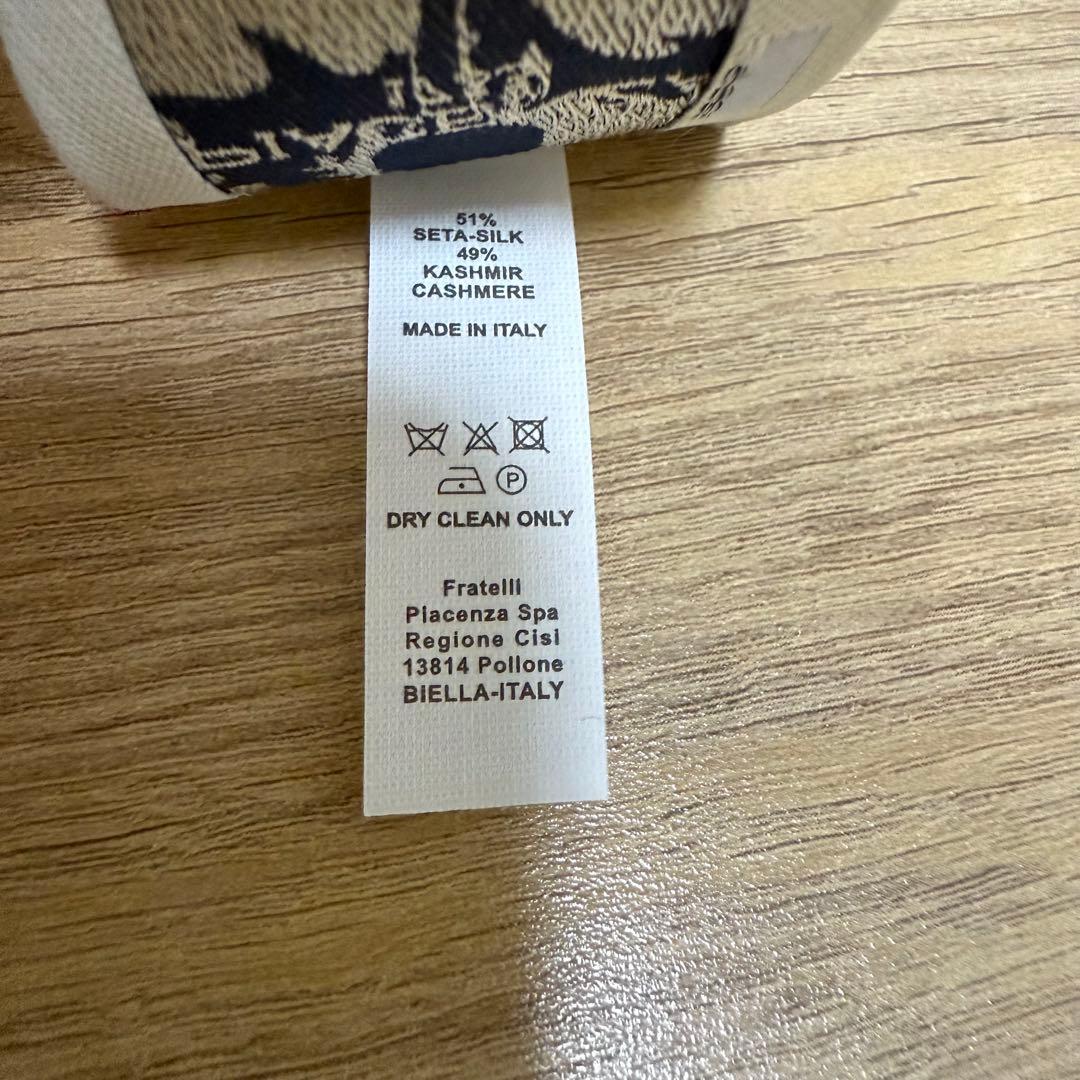 51%
SETA-SILK
49%
KASHMIR
CASHMERE
MADE IN ITALY
P
DRY CLEAN ONLY
Fratelli
Piacenza Spa
Regione Cisi
13814 Pollone
BIELLA-ITALY